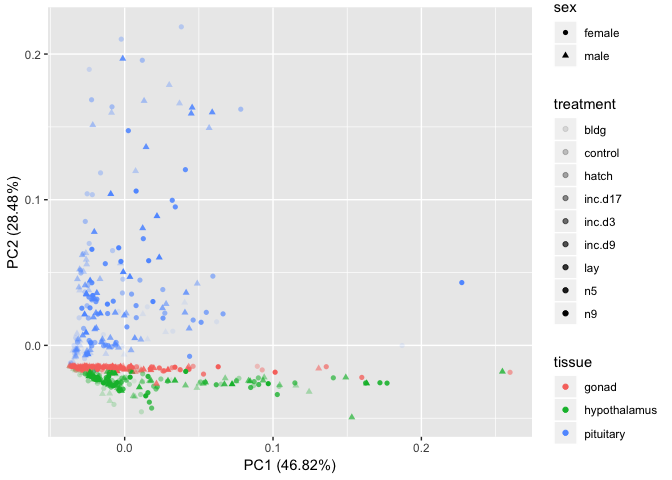 sex
female
male
treatment
bldg
control
hatch
inc.d17
inc.d3
inc.d9
lay
n5
n9
tissue
gonad
hypothalamus
pituitary
PC2 (28.48%)
0.2
0.1
0.0
0.0 0.1 0.2
PC1 (46.82%)